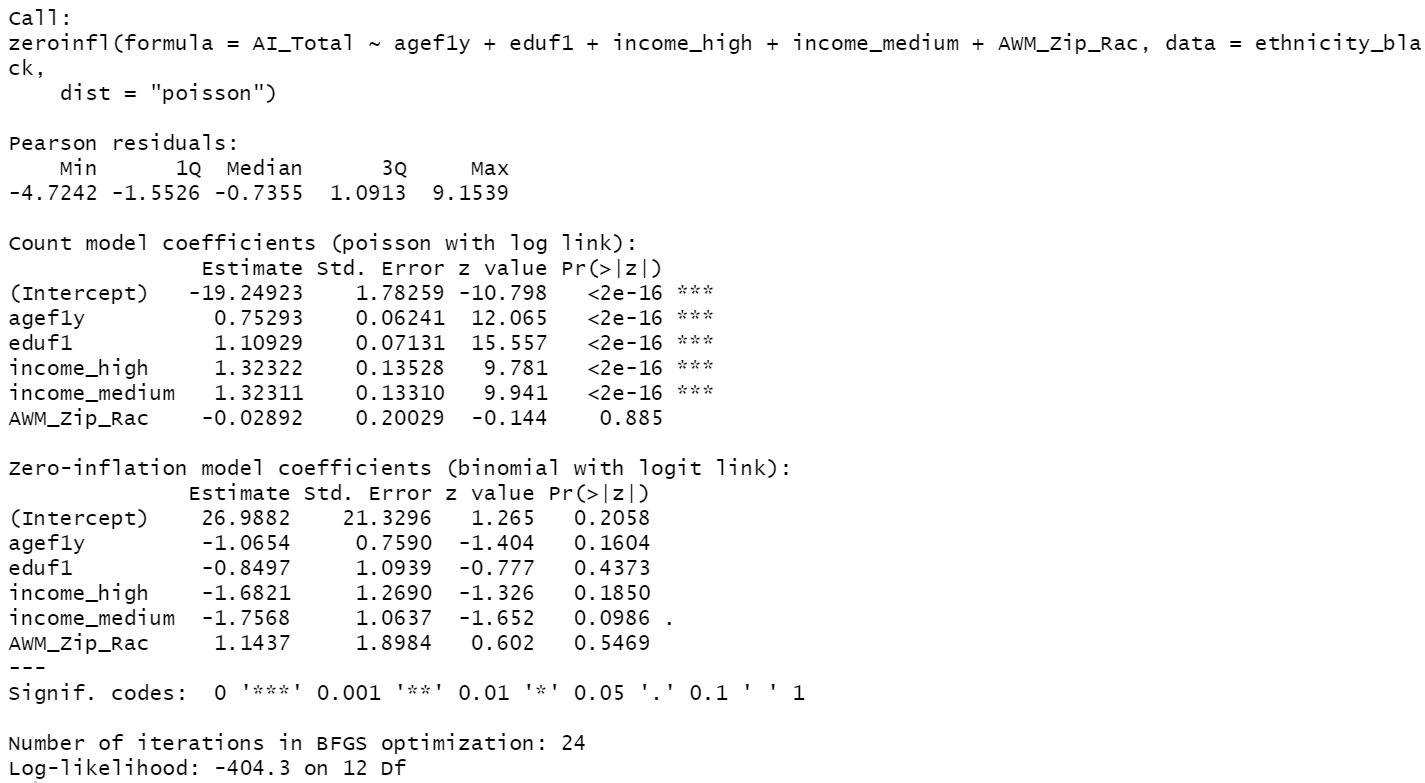 Call:
zeroinfl(formula = AI_Total ~ agef1y + eduf1 + income_high + income_medium + AWM_Zip_Rac, data = ethnicity_bla
ck,
    dist = "poisson")

Pearson residuals:
    Min      1Q  Median      3Q     Max
-4.7242 -1.5526 -0.7355  1.0913  9.1539

Count model coefficients (poisson with log link):
               Estimate Std. Error z value Pr(>|z|)
(Intercept)   -19.24923    1.78259 -10.798   <2e-16 ***
agef1y          0.75293    0.06241  12.065   <2e-16 ***
eduf1           1.10929    0.07131  15.557   <2e-16 ***
income_high     1.32322    0.13528   9.781   <2e-16 ***
income_medium   1.32311    0.13310   9.941   <2e-16 ***
AWM_Zip_Rac    -0.02892    0.20029  -0.144    0.885

Zero-inflation model coefficients (binomial with logit link):
              Estimate Std. Error z value Pr(>|z|)
(Intercept)    26.9882    21.3296   1.265   0.2058
agef1y         -1.0654     0.7590  -1.404   0.1604
eduf1          -0.8497     1.0939  -0.777   0.4373
income_high    -1.6821     1.2690  -1.326   0.1850
income_medium  -1.7568     1.0637  -1.652   0.0986 .
AWM_Zip_Rac     1.1437     1.8984   0.602   0.5469
---
Signif. codes:  0 '***' 0.001 '**' 0.01 '*' 0.05 '.' 0.1 ' ' 1

Number of iterations in BFGS optimization: 24
Log-likelihood: -404.3 on 12 Df